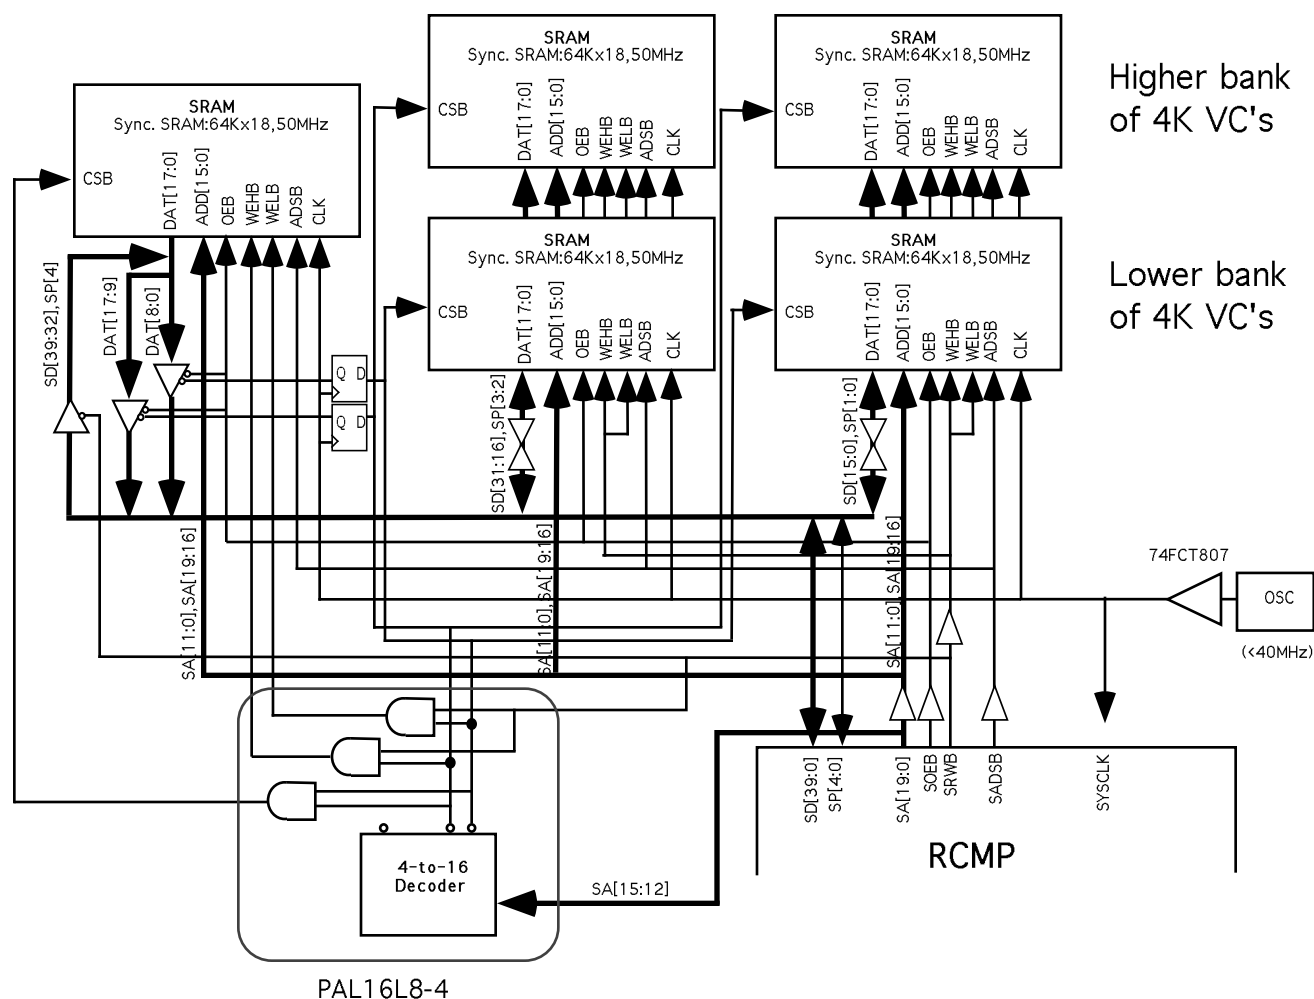 SRAM
Sync. SRAM:64Kx18,50MHz
CSB
DAT[17:0]
ADD[15:0]
OEB
WEHB
WELB
ADSB
CLK
SRAM
Sync. SRAM:64Kx18,50MHz
CSB
DAT[17:0]
ADD[15:0]
OEB
WEHB
WELB
ADSB
CLK
Higher bank
of 4K VC's
SRAM
Sync. SRAM:64Kx18,50MHz
CSB
DAT[17:0]
ADD[15:0]
OEB
WEHB
WELB
ADSB
CLK
SRAM
Sync. SRAM:64Kx18,50MHz
CSB
DAT[17:0]
ADD[15:0]
OEB
WEHB
WELB
ADSB
CLK
SRAM
Sync. SRAM:64Kx18,50MHz
CSB
DAT[17:0]
ADD[15:0]
OEB
WEHB
WELB
ADSB
CLK
Lower bank
of 4K VC's
SD[39:32],SP[4]
DAT[17:9]
DAT[8:0]
Q D
Q D
SD[31:16],SP[3:2]
SD[15:0],SP[1:0]
SA[11:0],SA[19:16]
SA[11:0],SA[19:16]
SA[11:0],SA[19:16]
74FCT807
OSC
(<40MHz)
SD[39:0]
SP[4:0]
SA[19:0]
SOEB
SRWB
SADSB
SYSCLK
RCMP
4-to-16
Decoder
SA[15:12]
PAL16L8-4